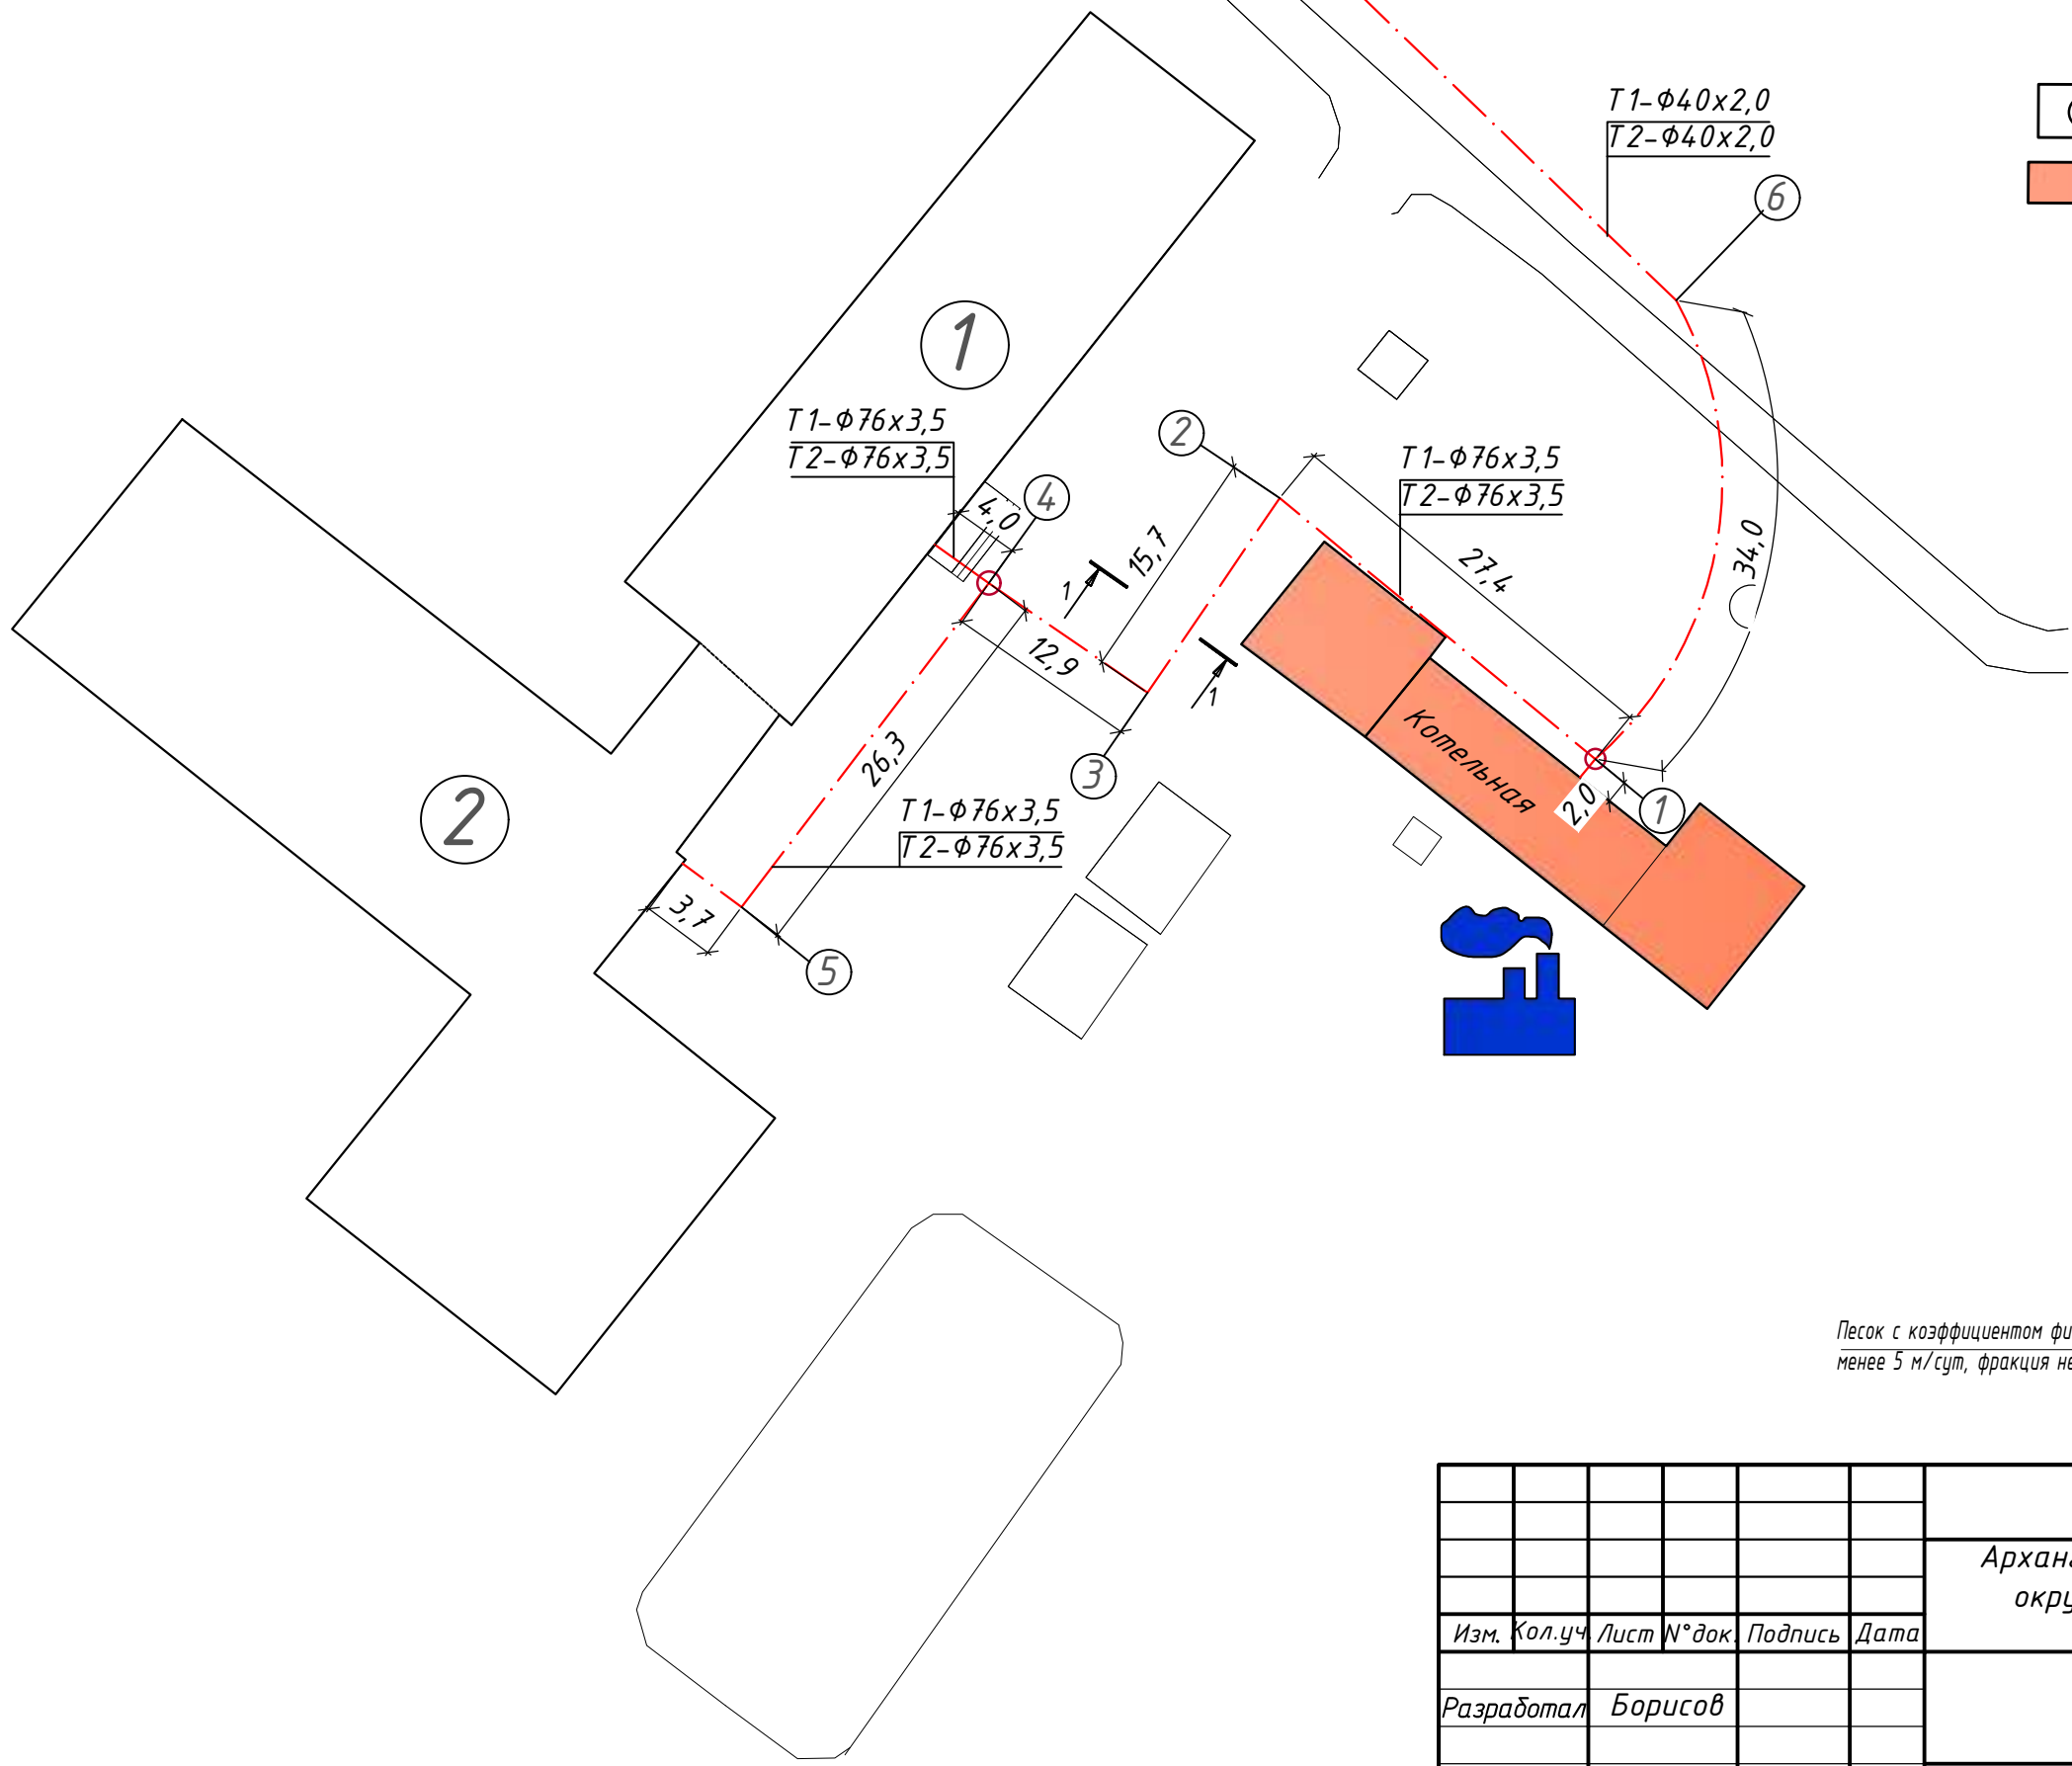 Т1-Ф40х2,0
Т2-Ф40х2,0
6
1
Т1-Ф76х3,5
Т2-Ф76х3,5
2
Т1-Ф76х3,5
Т2-Ф76х3,5
4,0
4
15,7
27,4
34,0
1
12,9
1
Котельная
26,3
3
2,0
1
2
Т1-Ф76х3,5
Т2-Ф76х3,5
3,7
5
Песок с коэффициентом фи
менее 5 м/сут, фракция не
Архан
окру
Изм. Кол.уч. Лист N°док. Подпись Дата
Разработал Борисов